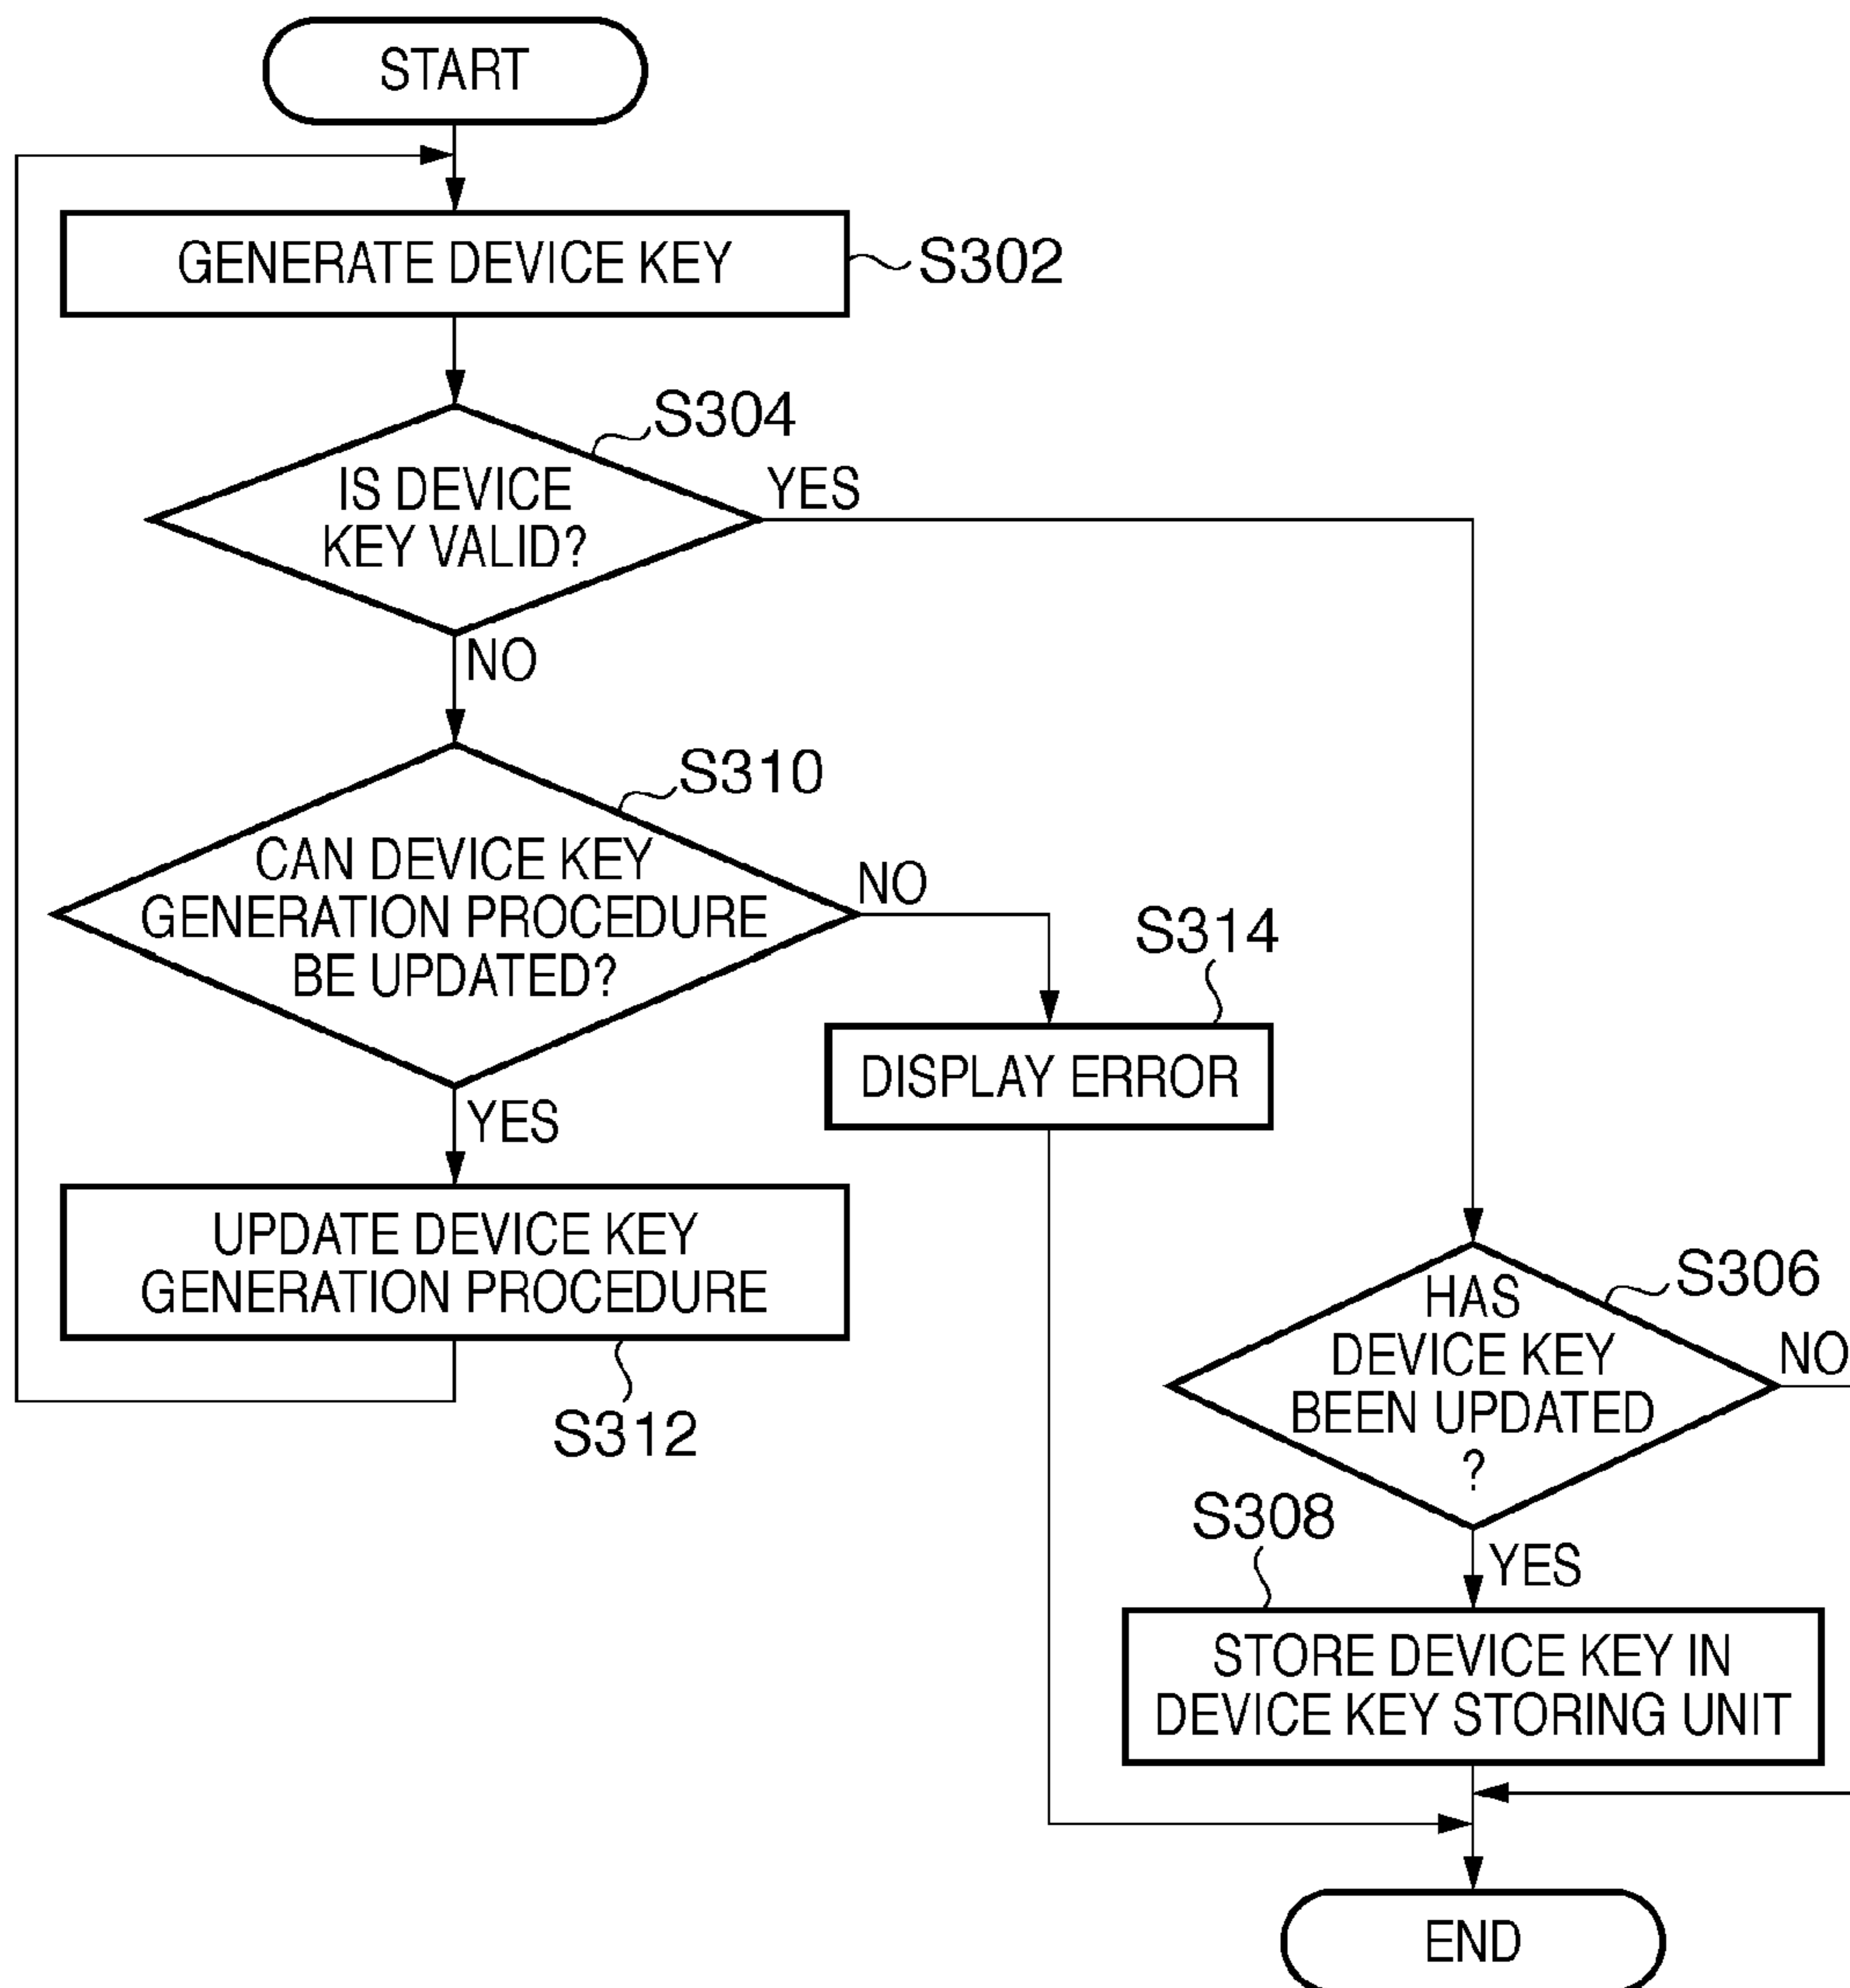 START
GENERATE DEVICE KEY
S302
S304
IS DEVICE
KEY VALID?
YES
NO
S310
CAN DEVICE KEY
GENERATION PROCEDURE
BE UPDATED?
NO
YES
S314
DISPLAY ERROR
UPDATE DEVICE KEY
GENERATION PROCEDURE
S312
S306
HAS
DEVICE KEY
BEEN UPDATED
?
NO
YES
S308
STORE DEVICE KEY IN
DEVICE KEY STORING UNIT
END